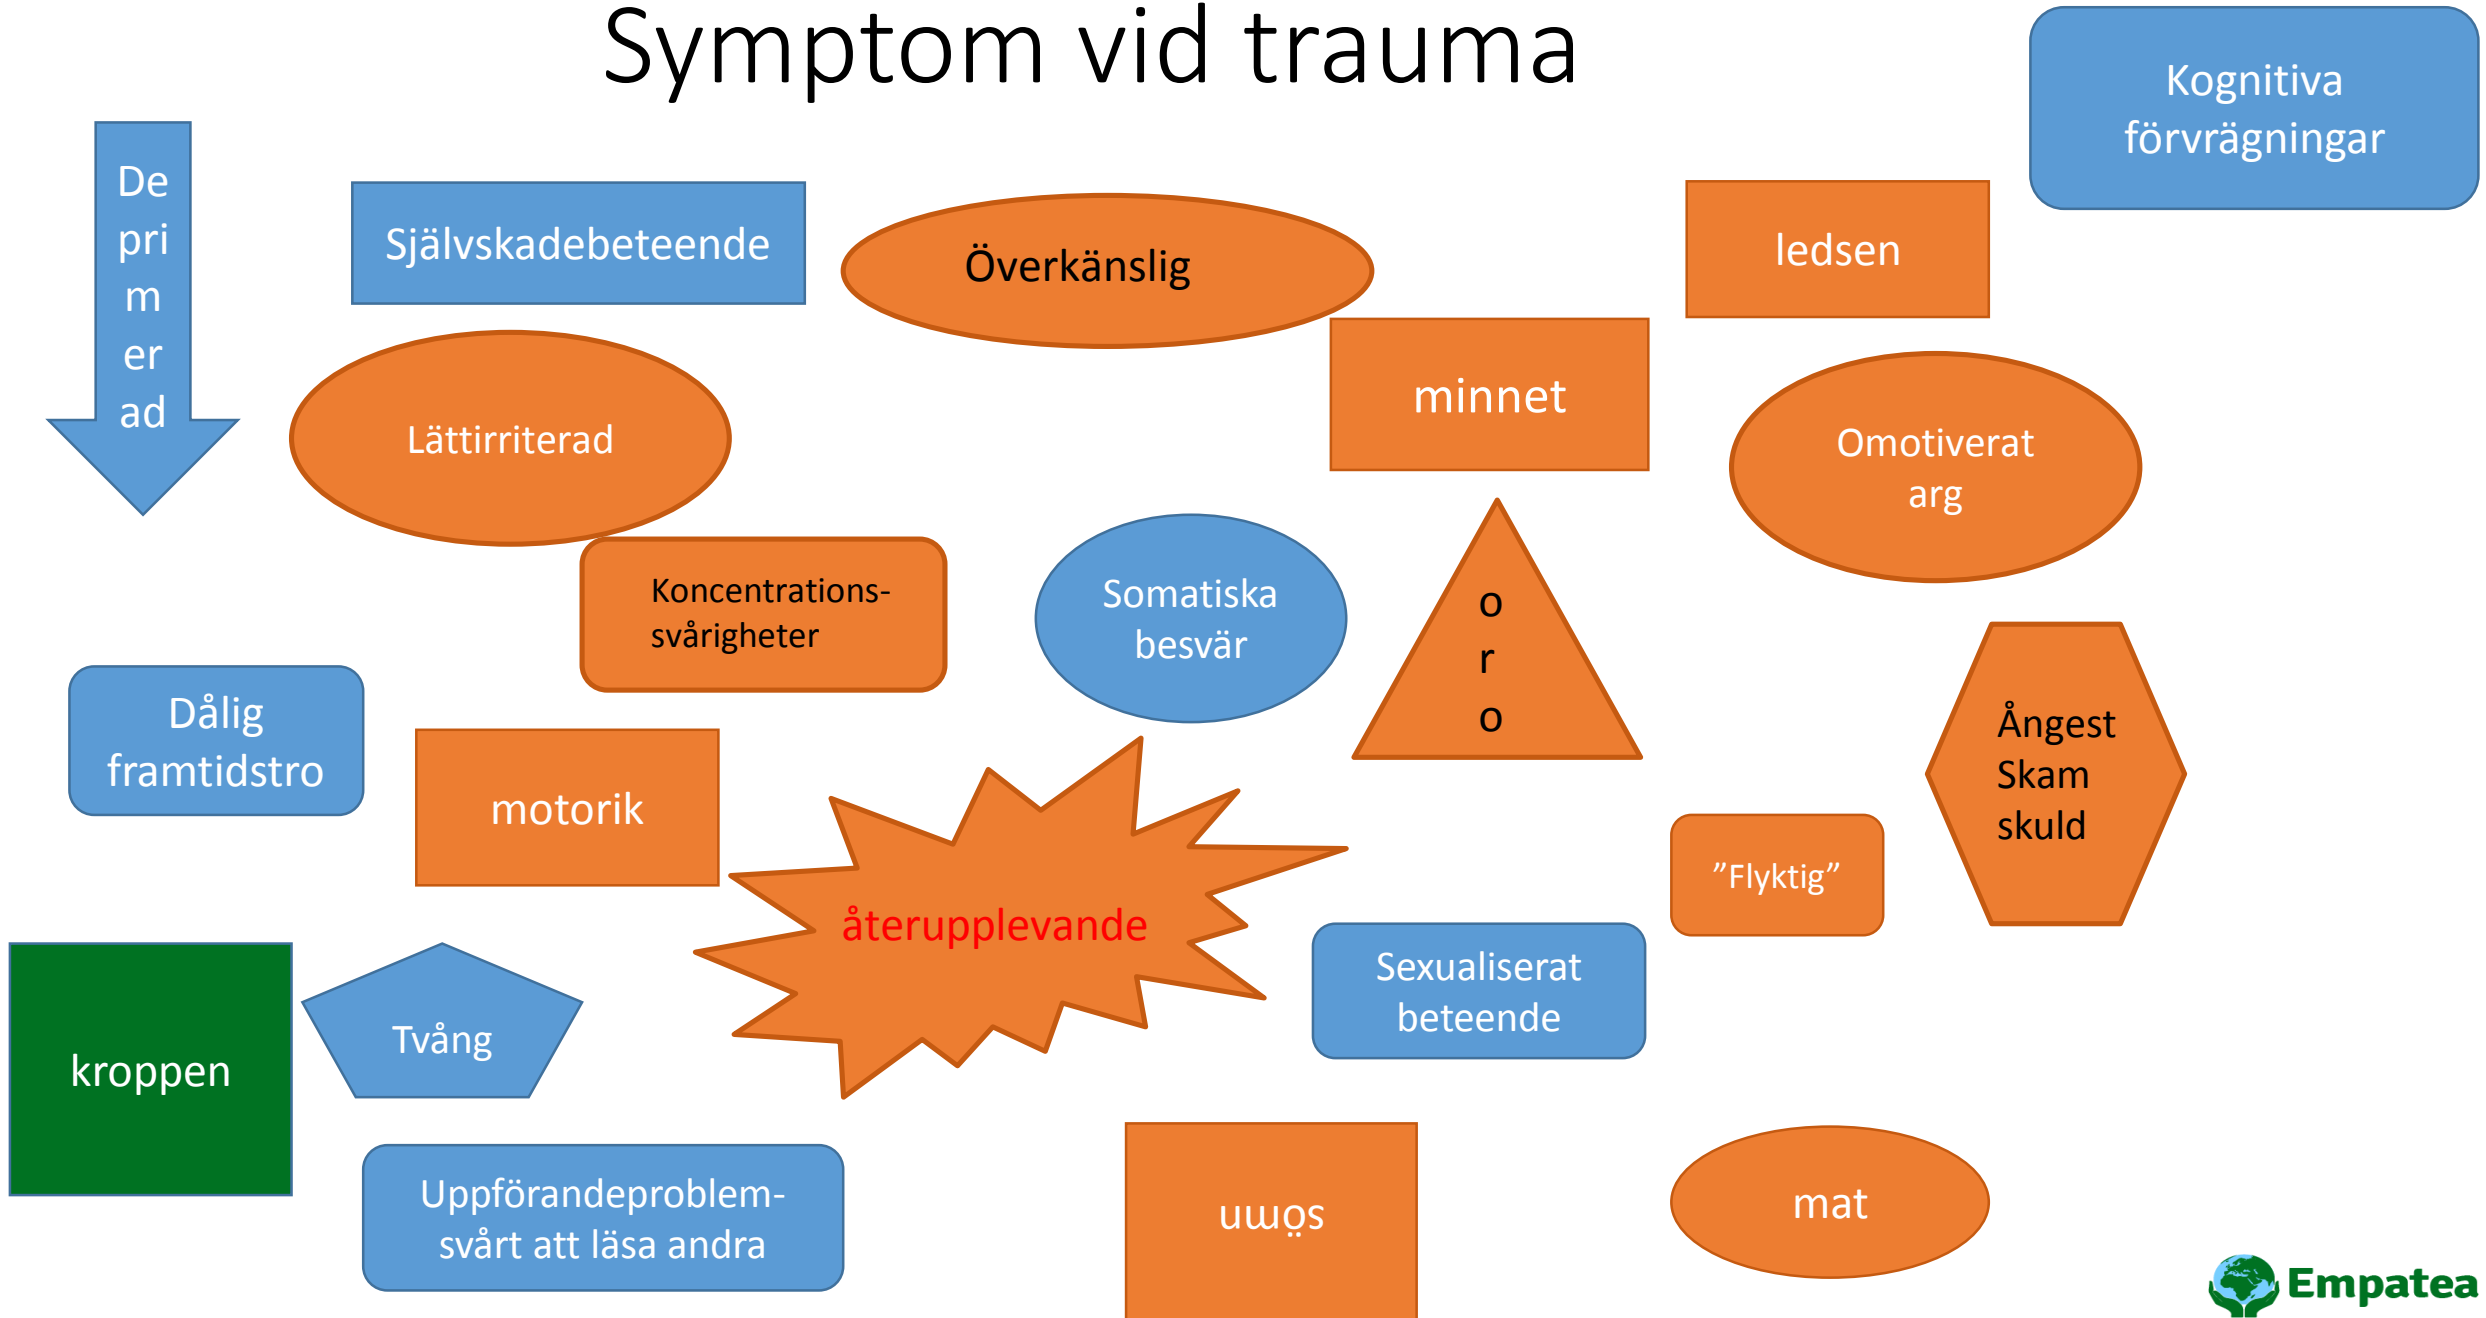 Symptom vid trauma
Kognitiva
förvrägningar
De
pri
m
er
ad
Självskadebeteende
Överkänslig
ledsen
minnet
Lättirriterad
Omotiverat
arg
Koncentrations-
svårigheter
Somatiska
besvär
o
r
o
Dålig
framtidstro
motorik
Ångest
Skam
skuld
"Flyktig"
återupplevande
Sexualiserat
beteende
kroppen
Tvång
Uppförandeproblem-
svårt att läsa andra
sömn
mat
Empatea